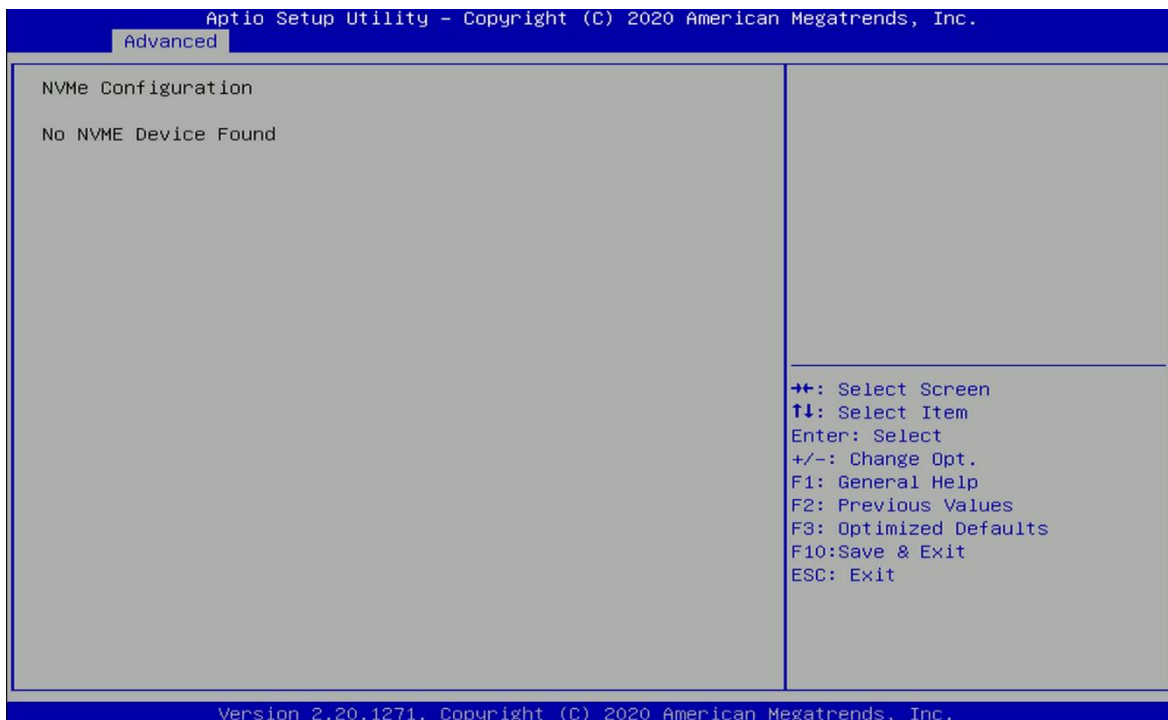 Aptio Setup Utility – Copyright (C) 2020 American Megatrends, Inc.
Advanced
NVMe Configuration
No NVME Device Found
→←: Select Screen
↑↓: Select Item
Enter: Select
+/-: Change Opt.
F1: General Help
F2: Previous Values
F3: Optimized Defaults
F10:Save & Exit
ESC: Exit
Version 2.20.1271. Copyright (C) 2020 American Megatrends, Inc.